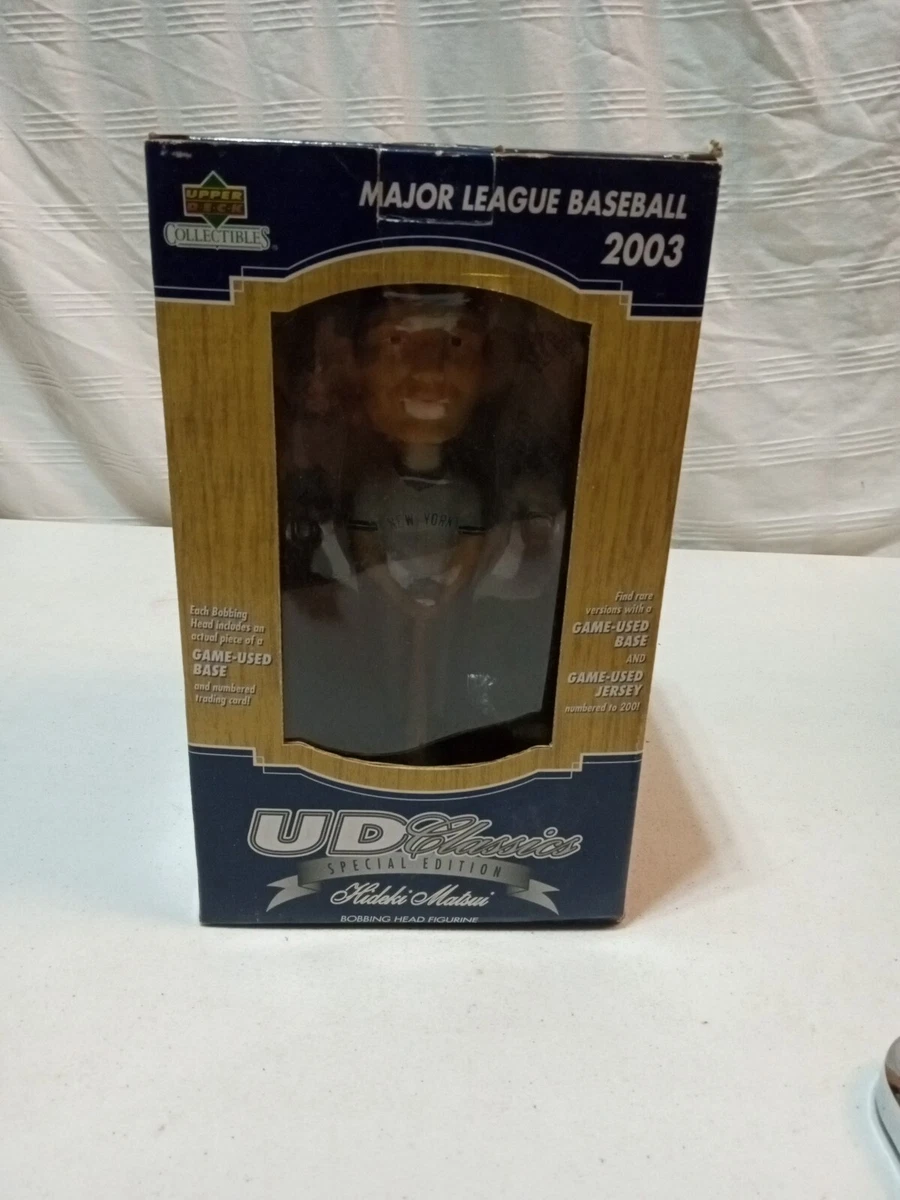 UPPER
DECK
COLLECTIBLES
MAJOR LEAGUE BASEBALL
2003
NEW YORK
Each Bobbing
Head includes an
actual piece of a
GAME-USED
BASE
and numbered
trading card!
Find rare
versions with a
GAME-USED
BASE
AND
GAME-USED
JERSEY
numbered to 200!
UD Classics
SPECIAL EDITION
Hideki Matsui
BOBBING HEAD FIGURINE